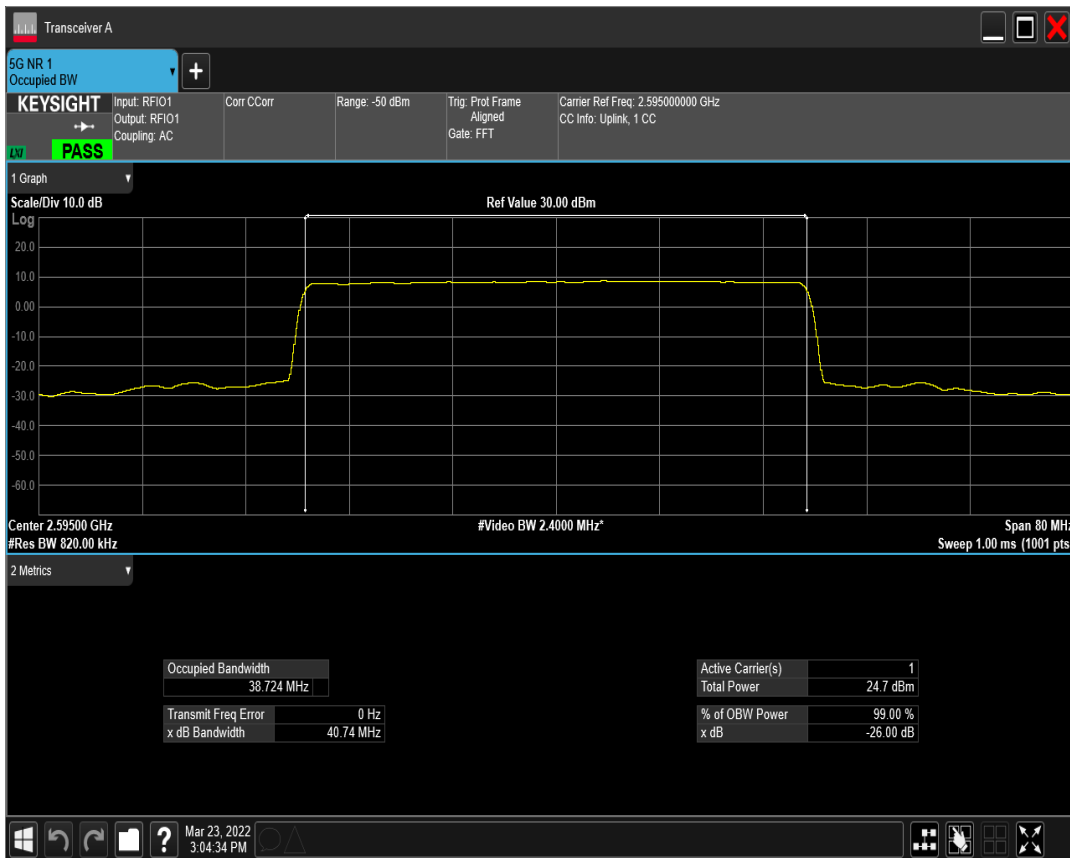 Transceiver A
5G NR 1
Occupied BW
+
KEYSIGHT
LXI
PASS
Input: RFIO1
Output: RFIO1
Coupling: AC
Corr CCorr
Range: -50 dBm
Trig: Prot Frame
Aligned
Gate: FFT
Carrier Ref Freq: 2.595000000 GHz
CC Info: Uplink, 1 CC
1 Graph
Scale/Div 10.0 dB
Ref Value 30.00 dBm
Log
20.0
10.0
0.00
-10.0
-20.0
-30.0
-40.0
-50.0
-60.0
Center 2.59500 GHz
#Video BW 2.4000 MHz*
Span 80 MHz
#Res BW 820.00 kHz
Sweep 1.00 ms (1001 pts
2 Metrics
Occupied Bandwidth
38.724 MHz
Transmit Freq Error 0 Hz
x dB Bandwidth 40.74 MHz
Active Carrier(s) 1
Total Power 24.7 dBm
% of OBW Power 99.00 %
x dB -26.00 dB
?
Mar 23, 2022
3:04:34 PM